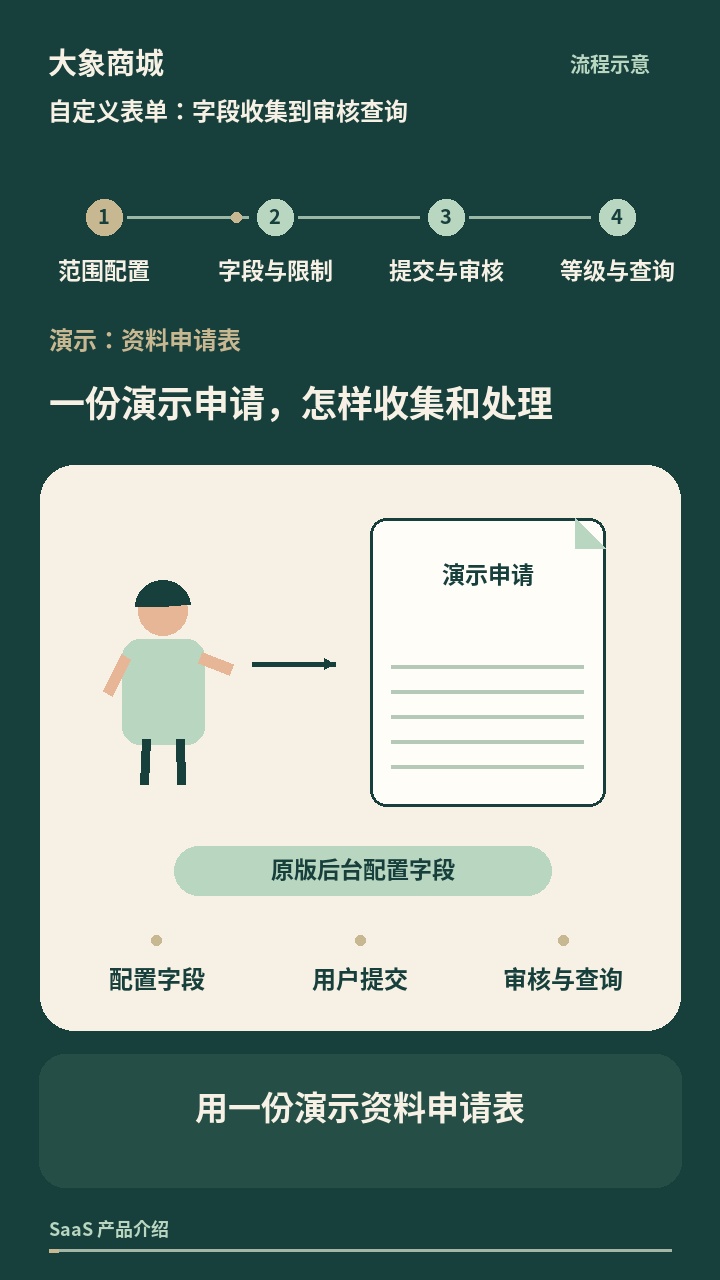 大象商城
流程示意
自定义表单：字段收集到审核查询
1
2
3
4
范围配置
字段与限制
提交与审核
等级与查询
演示：资料申请表
一份演示申请，怎样收集和处理
演示申请
原版后台配置字段
配置字段
用户提交
审核与查询
用一份演示资料申请表
SaaS 产品介绍